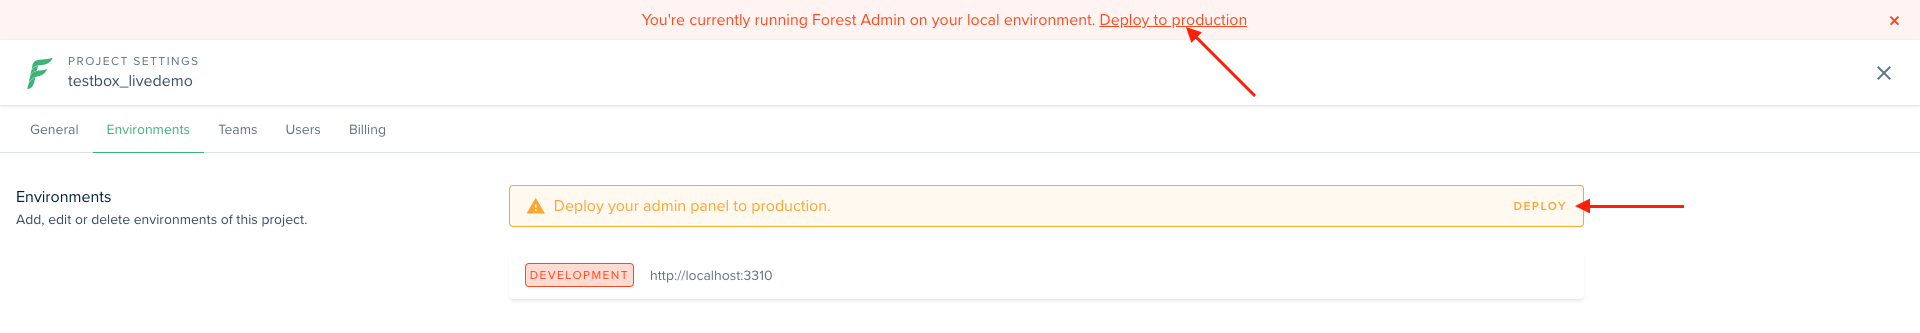 You're currently running Forest Admin on your local environment. Deploy to production
PROJECT SETTINGS
testbox_livedemo
General Environments Teams Users Billing
Environments
Add, edit or delete environments of this project.
Deploy your admin panel to production. DEPLOY
DEVELOPMENT http://localhost:3310